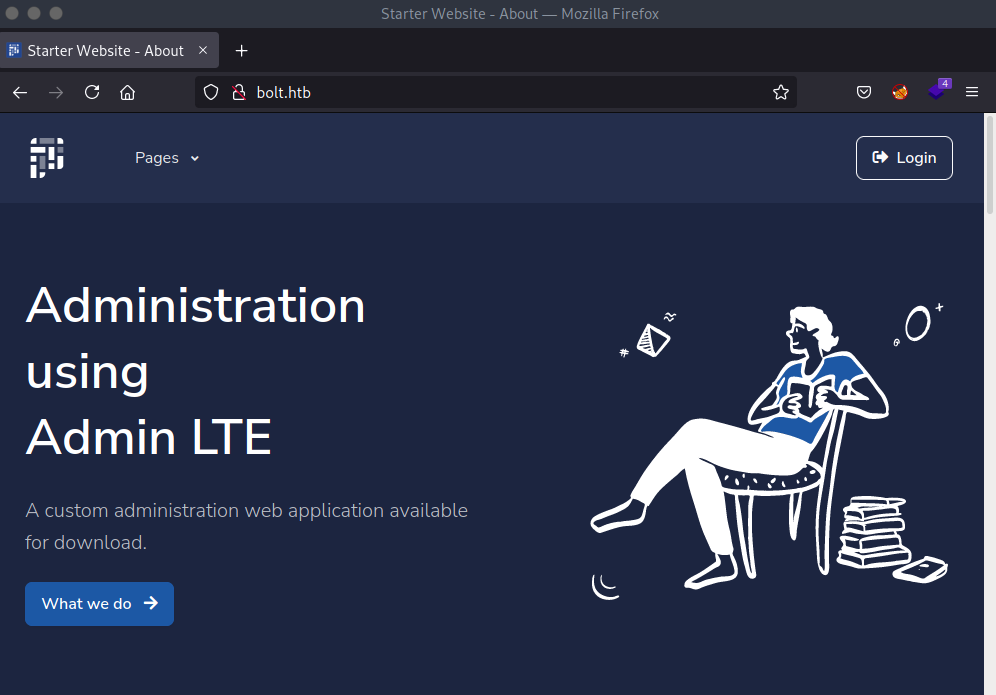 Starter Website - About — Mozilla Firefox
Starter Website - About
bolt.htb
4
Pages
Login
Administration
using
Admin LTE
A custom administration web application available
for download.
What we do